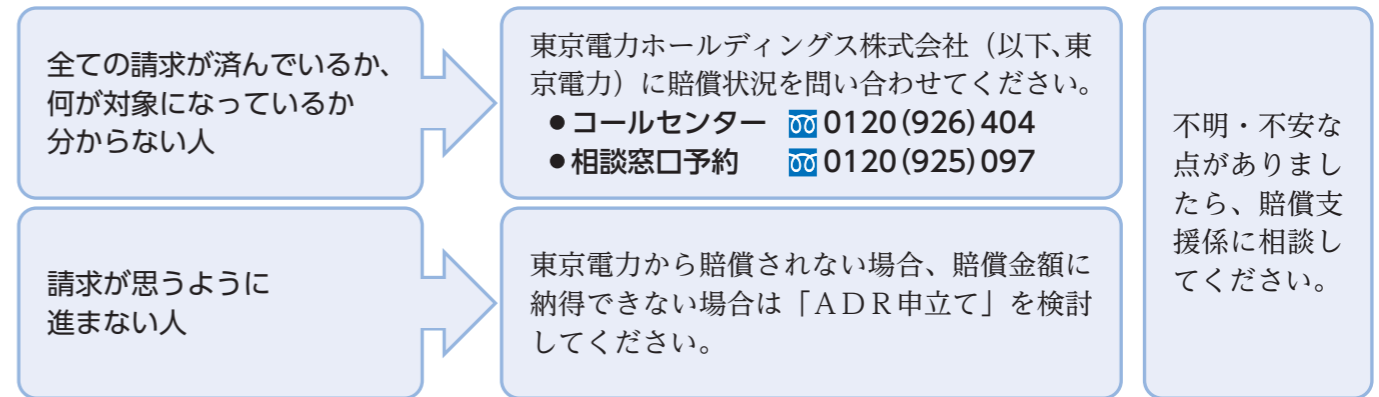 全ての請求が済んでいるか、
何が対象になっているか
分からない人
東京電力ホールディングス株式会社（以下、東
京電力）に賠償状況を問い合わせてください。
●コールセンター 0120(926)404
●相談窓口予約 0120(925)097
請求が思うように
進まない人
東京電力から賠償されない場合、賠償金額に
納得できない場合は「ＡＤＲ申立て」を検討
してください。
不明・不安な
点がありまし
たら、賠償支
援係に相談し
てください。